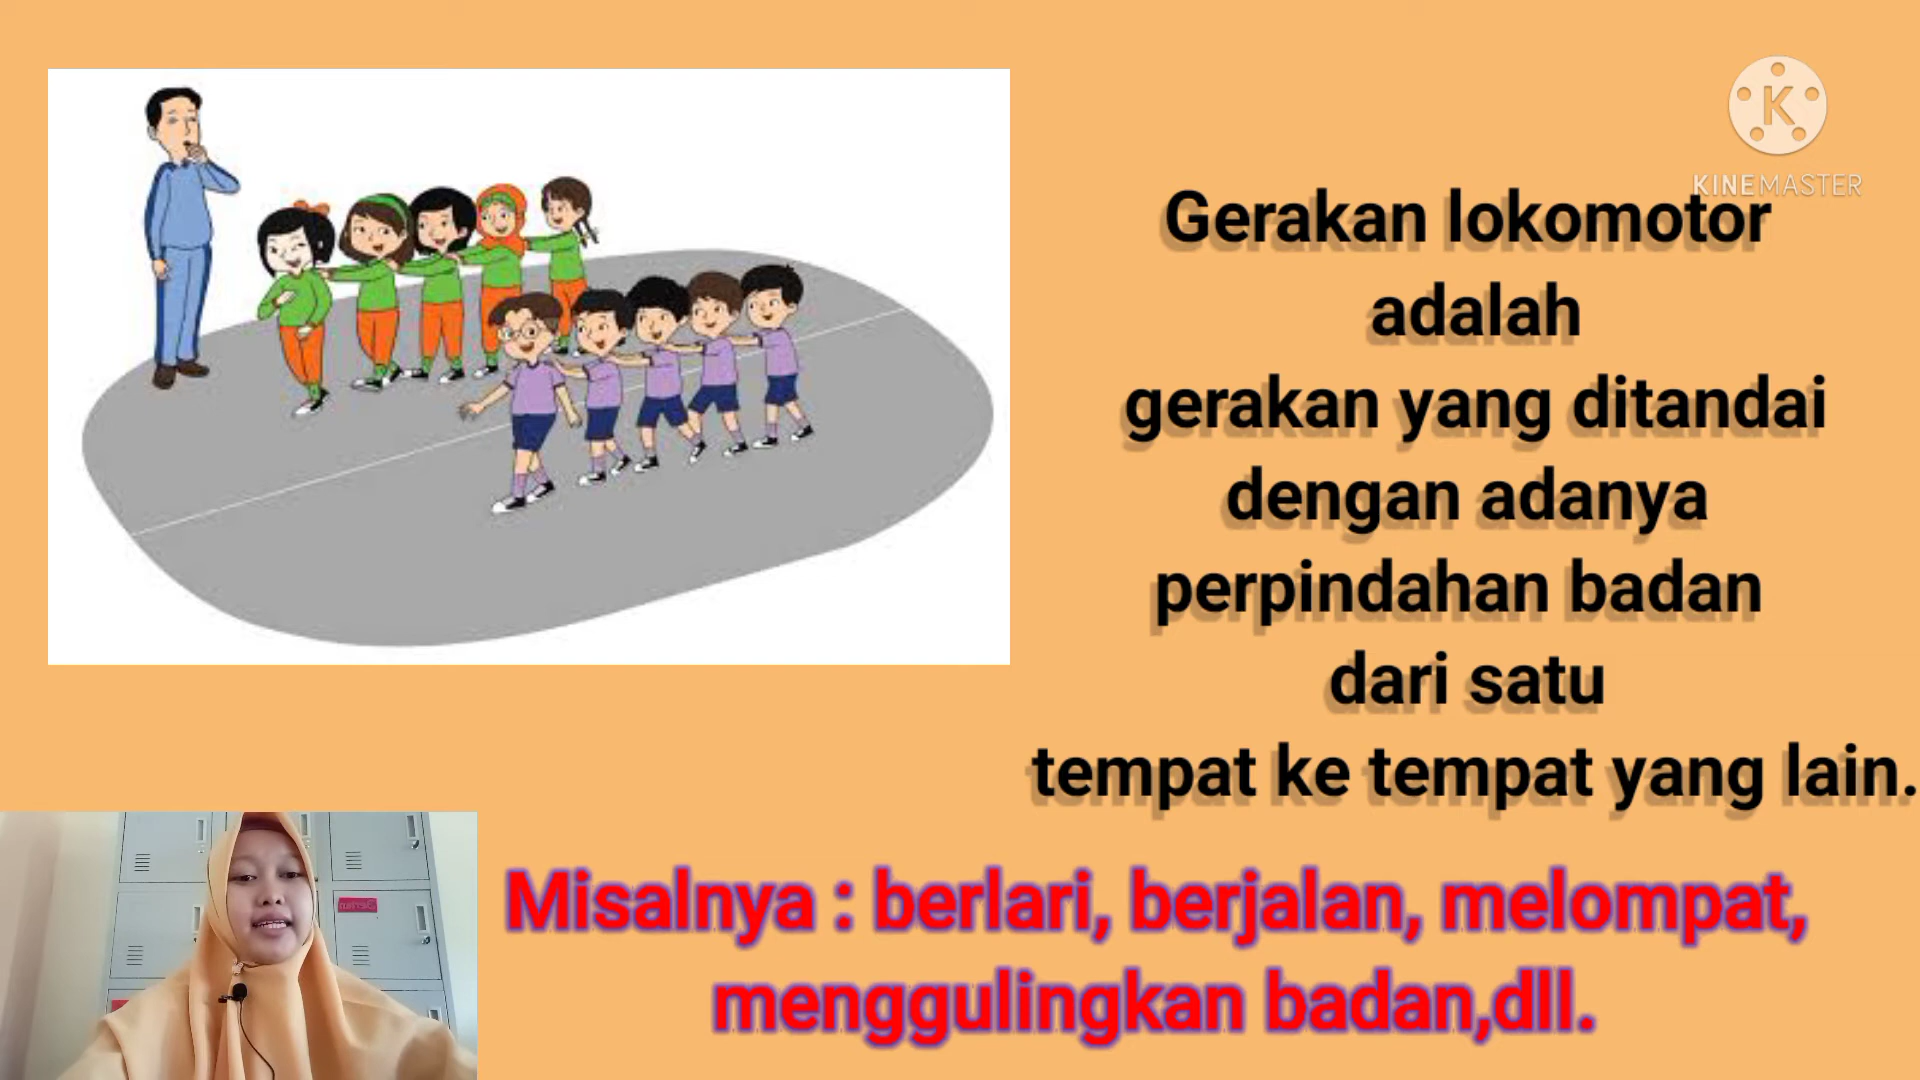 KINEMASTER
Gerakan lokomotor
adalah
gerakan yang ditandai
dengan adanya
perpindahan badan
dari satu
tempat ke tempat yang lain.
Misalnya : berlari, berjalan, melompat,
menggulingkan badan,dll.